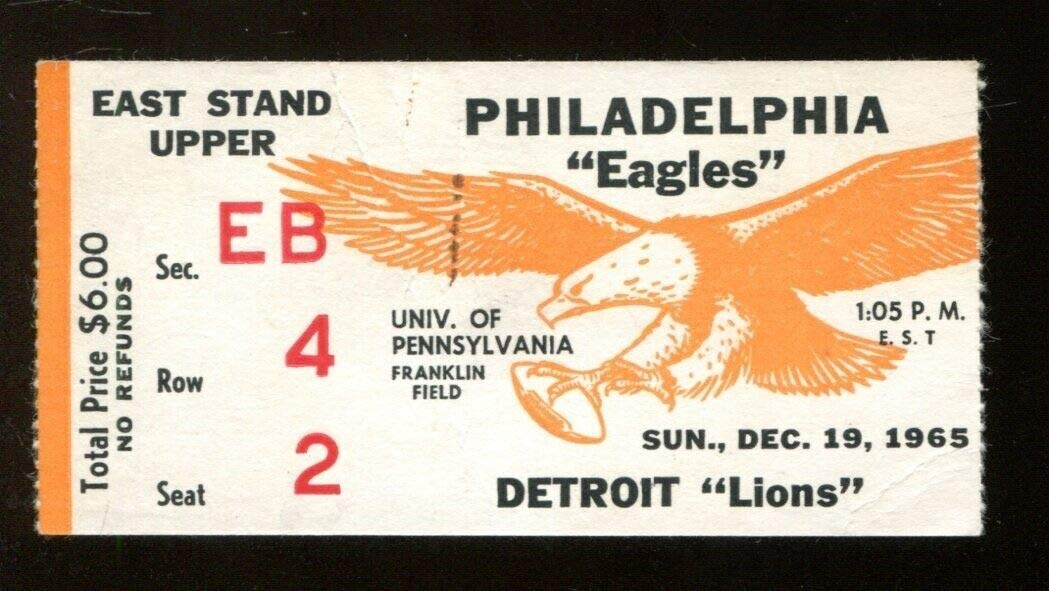 EAST STAND
UPPER
Sec. EB
Row 4
Seat 2
Total Price $6.00
NO REFUNDS
PHILADELPHIA
“Eagles”
UNIV. OF
PENNSYLVANIA
FRANKLIN
FIELD
1:05 P. M.
E. S. T
SUN., DEC. 19, 1965
DETROIT “Lions”